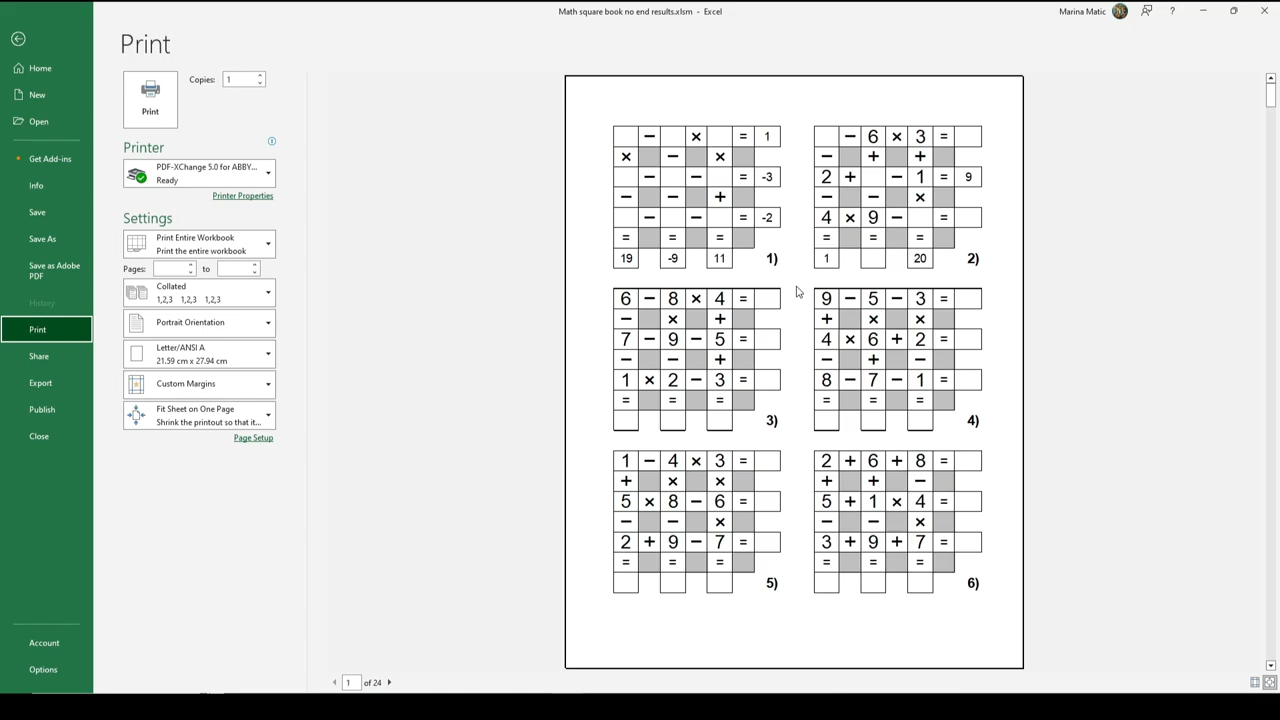 Math square book no end results.xlsm - Excel
Marina Matic
?
Print
Home
New
Open
Get Add-ins
Info
Save
Save As
Save as Adobe
PDF
History
Print
Share
Export
Publish
Close
Account
Options
Print
Copies: 1
Printer
PDF-XChange 5.0 for ABBY...
Ready
Printer Properties
Settings
Print Entire Workbook
Print the entire workbook
Pages: to
Collated
1,2,3 1,2,3 1,2,3
Portrait Orientation
Letter/ANSI A
21.59 cm x 27.94 cm
Custom Margins
Fit Sheet on One Page
Shrink the printout so that it...
Page Setup
− × = 1
× − ×
− − = -3
− − +
− − = -2
= = =
19 -9 11 1)
− 6 × 3 =
− + +
2 + − 1 = 9
− − ×
4 × 9 − =
= = =
1 20 2)
6 − 8 × 4 =
− × +
7 − 9 − 5 =
− − +
1 × 2 − 3 =
= = =
3)
9 − 5 − 3 =
+ × ×
4 × 6 + 2 =
− + −
8 − 7 − 1 =
= = =
4)
1 − 4 × 3 =
+ × ×
5 × 8 − 6 =
− − ×
2 + 9 − 7 =
= = =
5)
2 + 6 + 8 =
+ + −
5 + 1 × 4 =
− − ×
3 + 9 + 7 =
= = =
6)
1 of 24